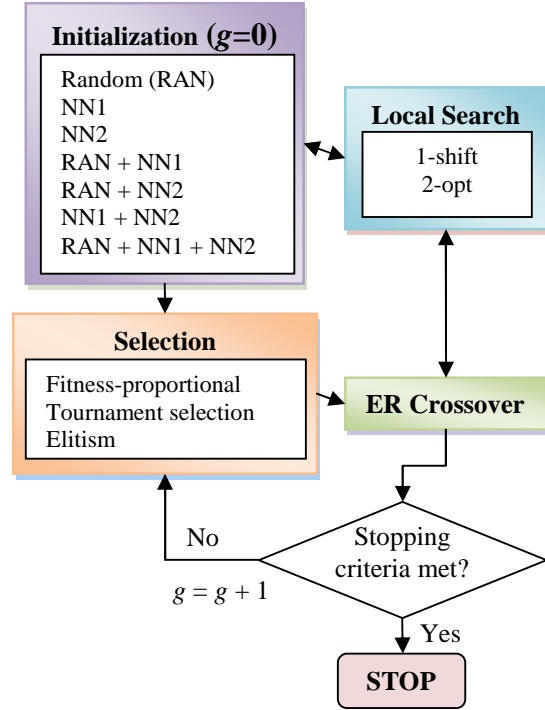 Initialization (g=0)
Random (RAN)
NN1
NN2
RAN + NN1
RAN + NN2
NN1 + NN2
RAN + NN1 + NN2
Local Search
1-shift
2-opt
Selection
Fitness-proportional
Tournament selection
Elitism
ER Crossover
Stopping
criteria met?
No
g = g + 1
Yes
STOP